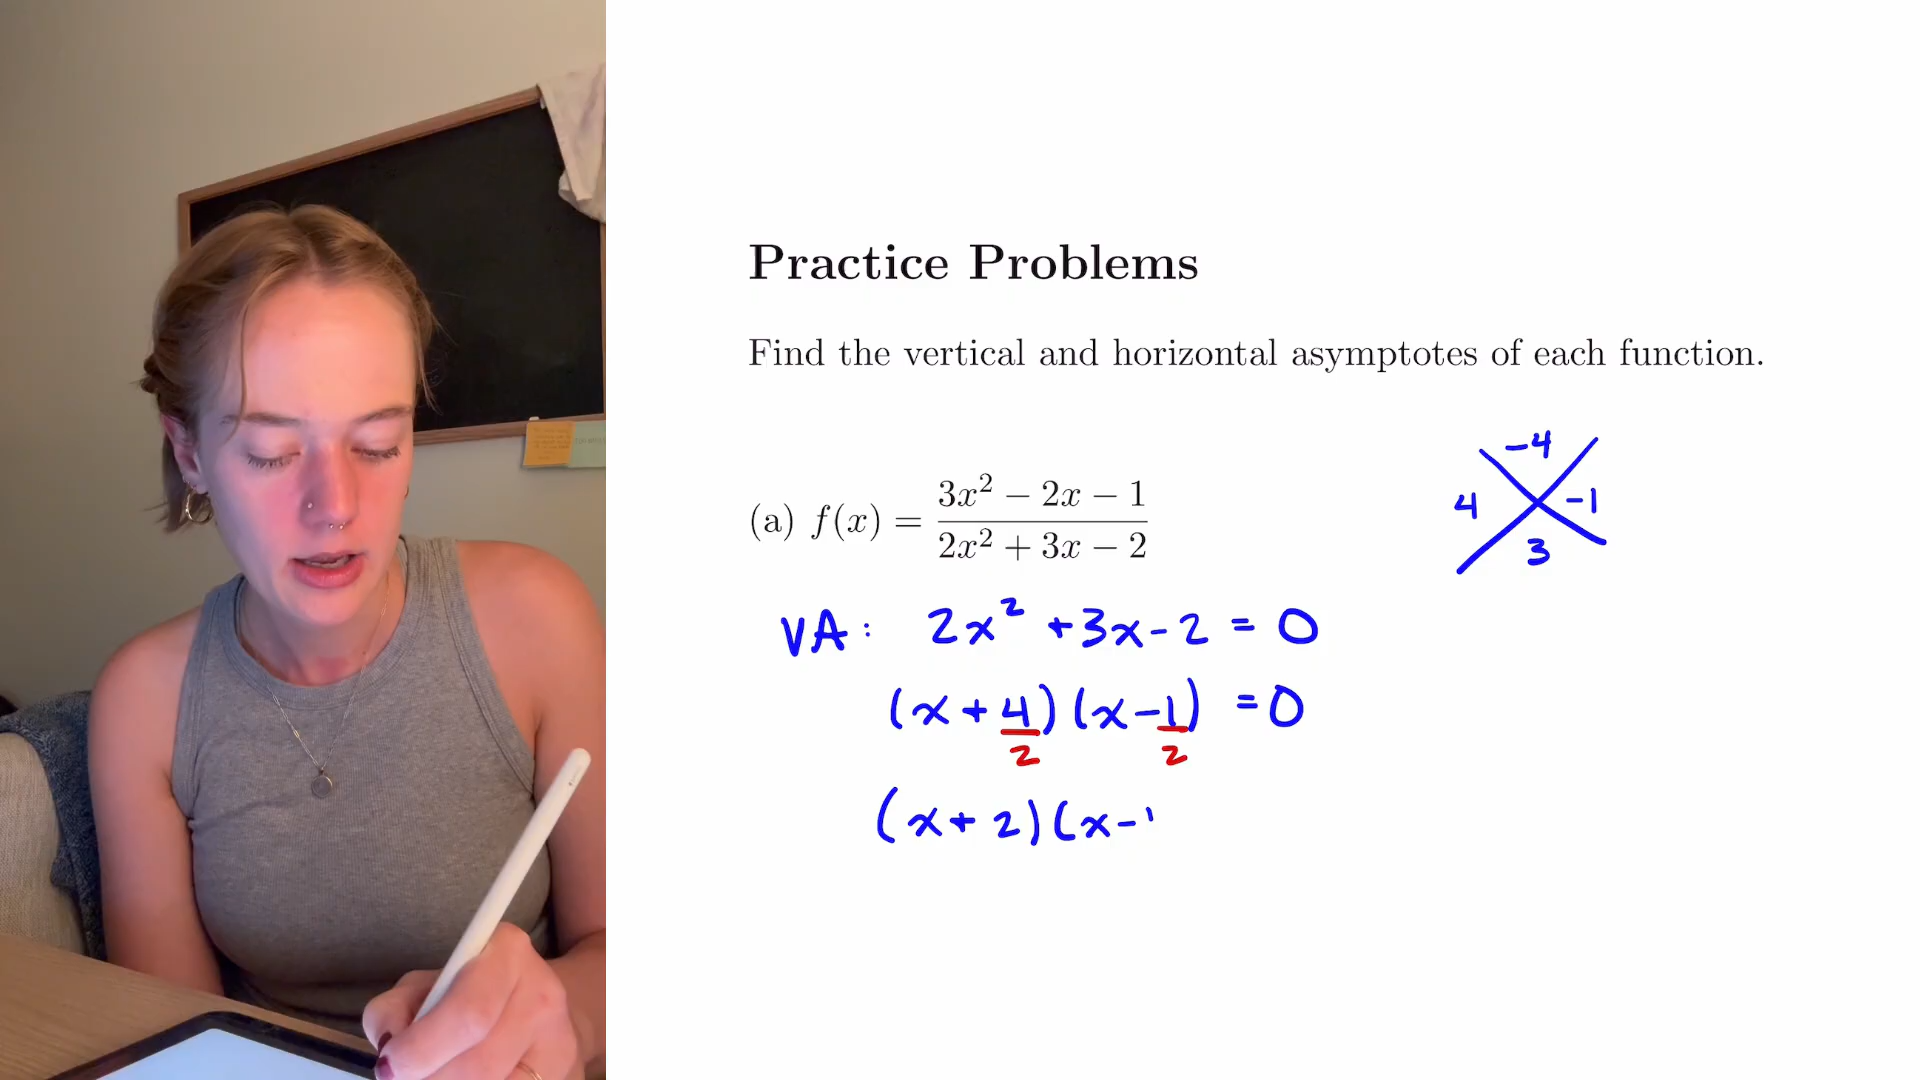 Practice Problems
Find the vertical and horizontal asymptotes of each function.
(a) f(x) = (3x² − 2x − 1)/(2x² + 3x − 2)
-4
4 -1
3
VA: 2x² +3x-2 = 0
(x+4/2)(x-1/2) =0
(x+2)(x-